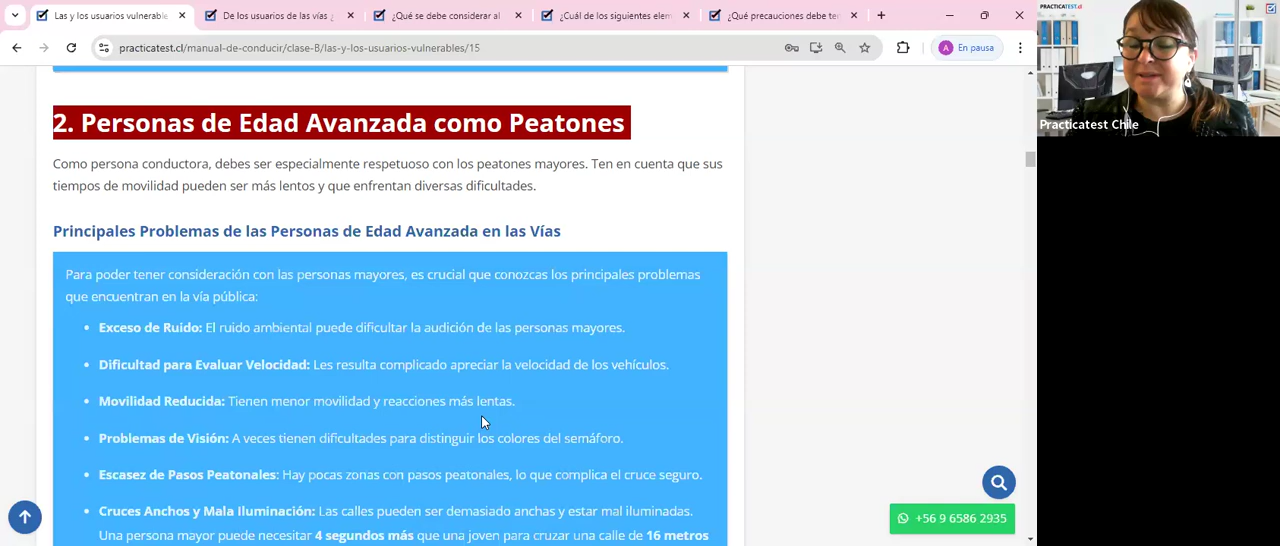 Las y los usuarios vulnerable
De los usuarios de las vías ¿
¿Qué se debe considerar al
¿Cuál de los siguientes elem
¿Qué precauciones debe ter
practicatest.cl/manual-de-conducir/clase-B/las-y-los-usuarios-vulnerables/15
A
En pausa
PRACTICATEST.cl
Practicatest Chile
2. Personas de Edad Avanzada como Peatones
Como persona conductora, debes ser especialmente respetuoso con los peatones mayores. Ten en cuenta que sus
tiempos de movilidad pueden ser más lentos y que enfrentan diversas dificultades.
Principales Problemas de las Personas de Edad Avanzada en las Vías
Para poder tener consideración con las personas mayores, es crucial que conozcas los principales problemas
que encuentran en la vía pública:
• Exceso de Ruido: El ruido ambiental puede dificultar la audición de las personas mayores.
• Dificultad para Evaluar Velocidad: Les resulta complicado apreciar la velocidad de los vehículos.
• Movilidad Reducida: Tienen menor movilidad y reacciones más lentas.
• Problemas de Visión: A veces tienen dificultades para distinguir los colores del semáforo.
• Escasez de Pasos Peatonales: Hay pocas zonas con pasos peatonales, lo que complica el cruce seguro.
• Cruces Anchos y Mala Iluminación: Las calles pueden ser demasiado anchas y estar mal iluminadas.
Una persona mayor puede necesitar 4 segundos más que una joven para cruzar una calle de 16 metros
+56 9 6586 2935